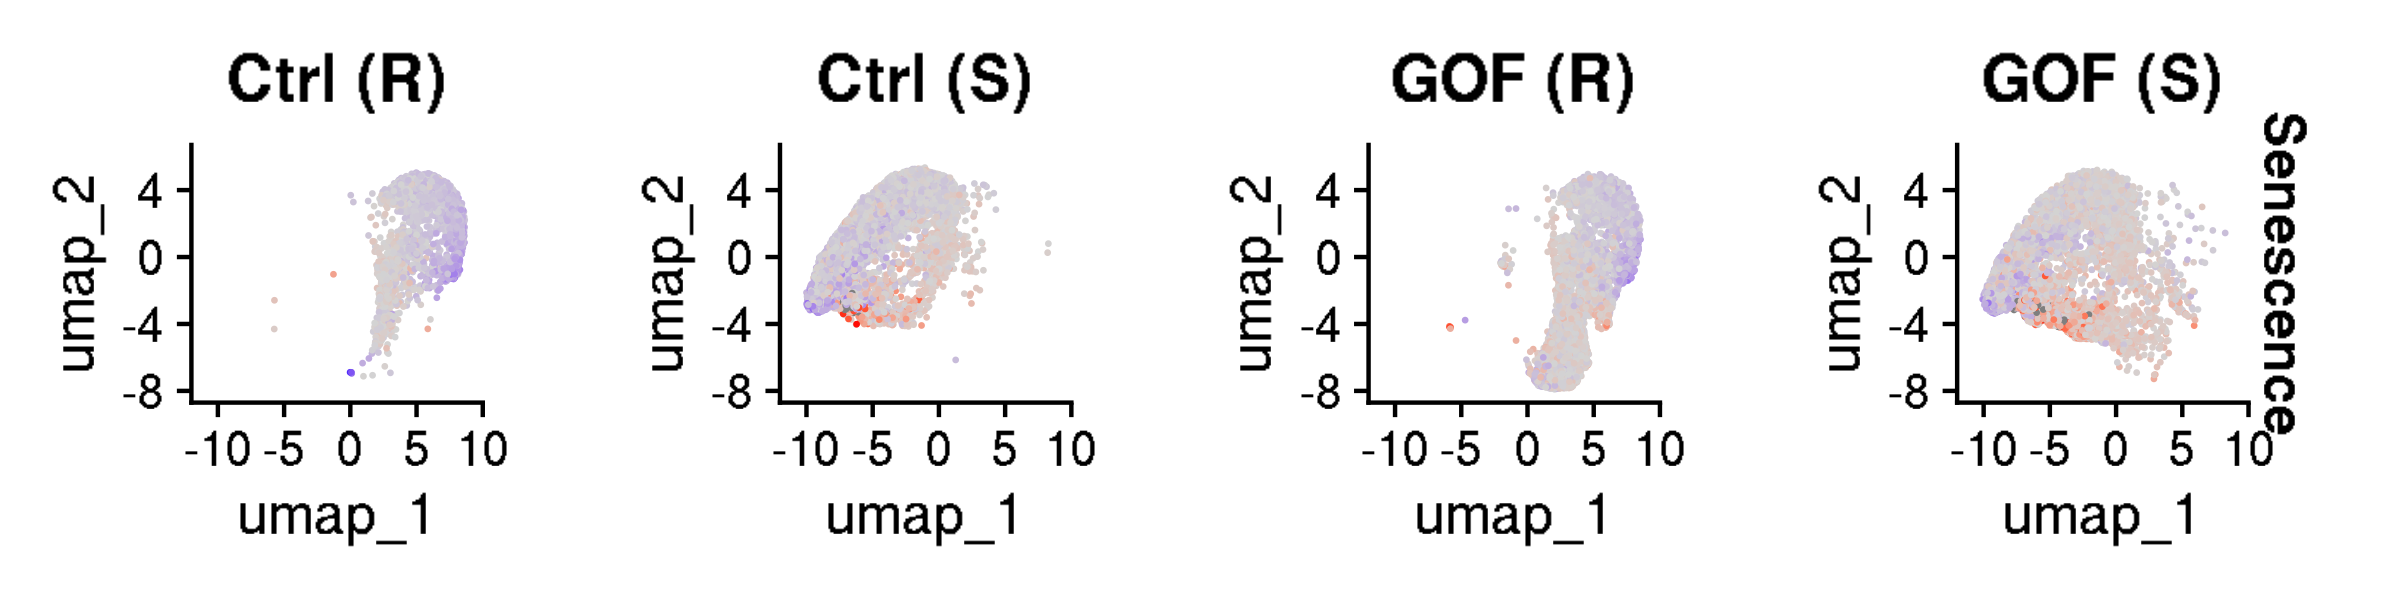 Ctrl (R)
Ctrl (S)
GOF (R)
GOF (S)
Senescence
umap_2
4
0
-4
-8
-10 -5 0 5 10
umap_1
umap_2
4
0
-4
-8
-10 -5 0 5 10
umap_1
umap_2
4
0
-4
-8
-10 -5 0 5 10
umap_1
umap_2
4
0
-4
-8
-10 -5 0 5 10
umap_1